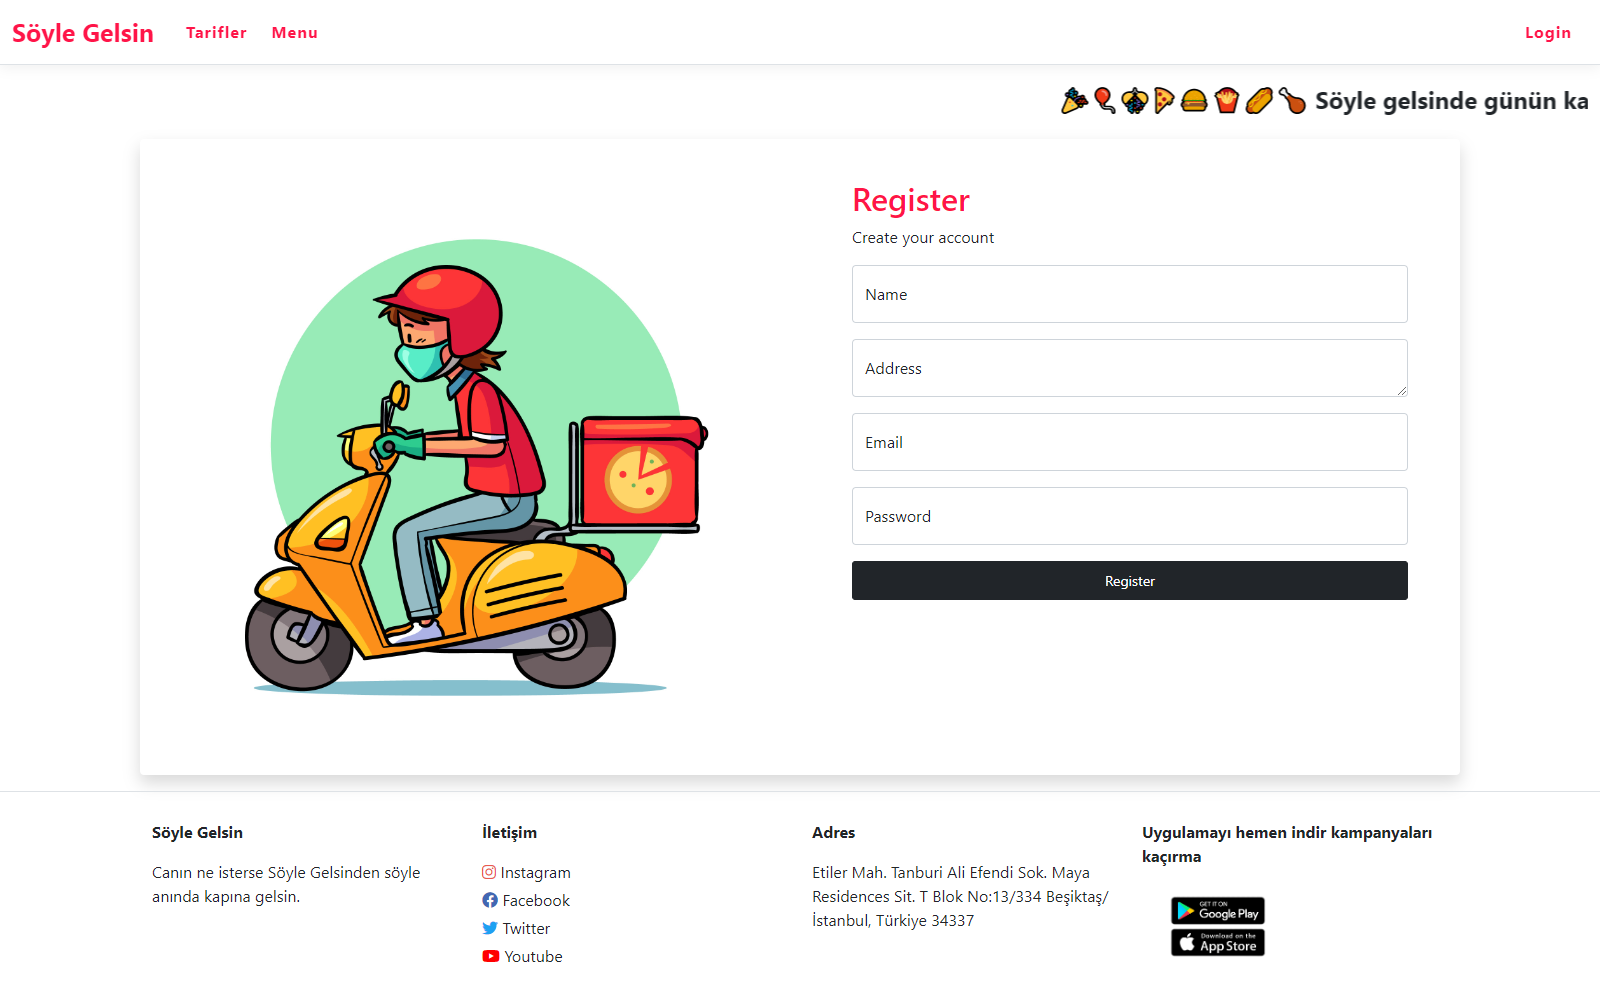 Söyle Gelsin
Tarifler
Menu
Login
Söyle gelsinde günün ka
Register
Create your account
Name
Address
Email
Password
Register
Söyle Gelsin
Canın ne isterse Söyle Gelsinden söyle
anında kapına gelsin.
İletişim
Instagram
Facebook
Twitter
Youtube
Adres
Etiler Mah. Tanburi Ali Efendi Sok. Maya
Residences Sit. T Blok No:13/334 Beşiktaş/
İstanbul, Türkiye 34337
Uygulamayı hemen indir kampanyaları
kaçırma
GET IT ON
Google Play
Download on the
App Store